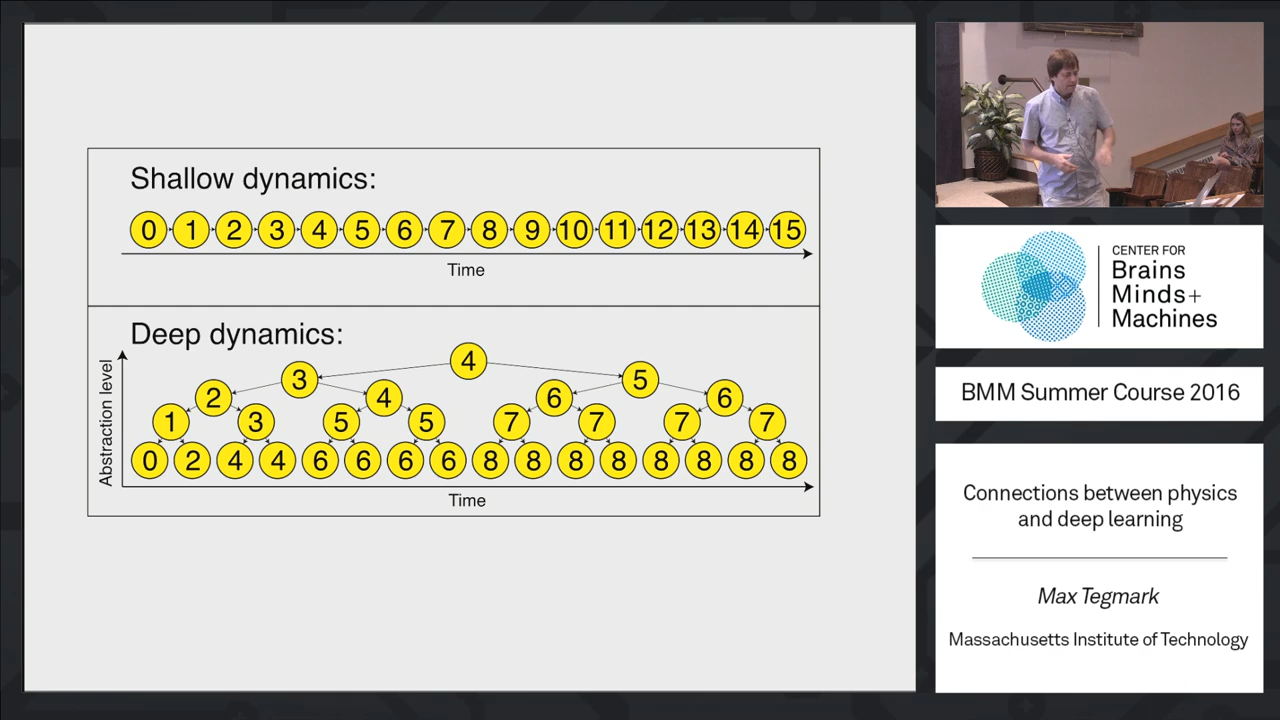 Shallow dynamics:
0 1 2 3 4 5 6 7 8 9 10 11 12 13 14 15
Time
Deep dynamics:
Abstraction level
4
3 5
2 4 6 6
1 3 5 5 7 7 7 7
0 2 4 4 6 6 6 6 8 8 8 8 8 8 8 8
Time
CENTER FOR
Brains
Minds+
Machines
BMM Summer Course 2016
Connections between physics
and deep learning
Max Tegmark
Massachusetts Institute of Technology